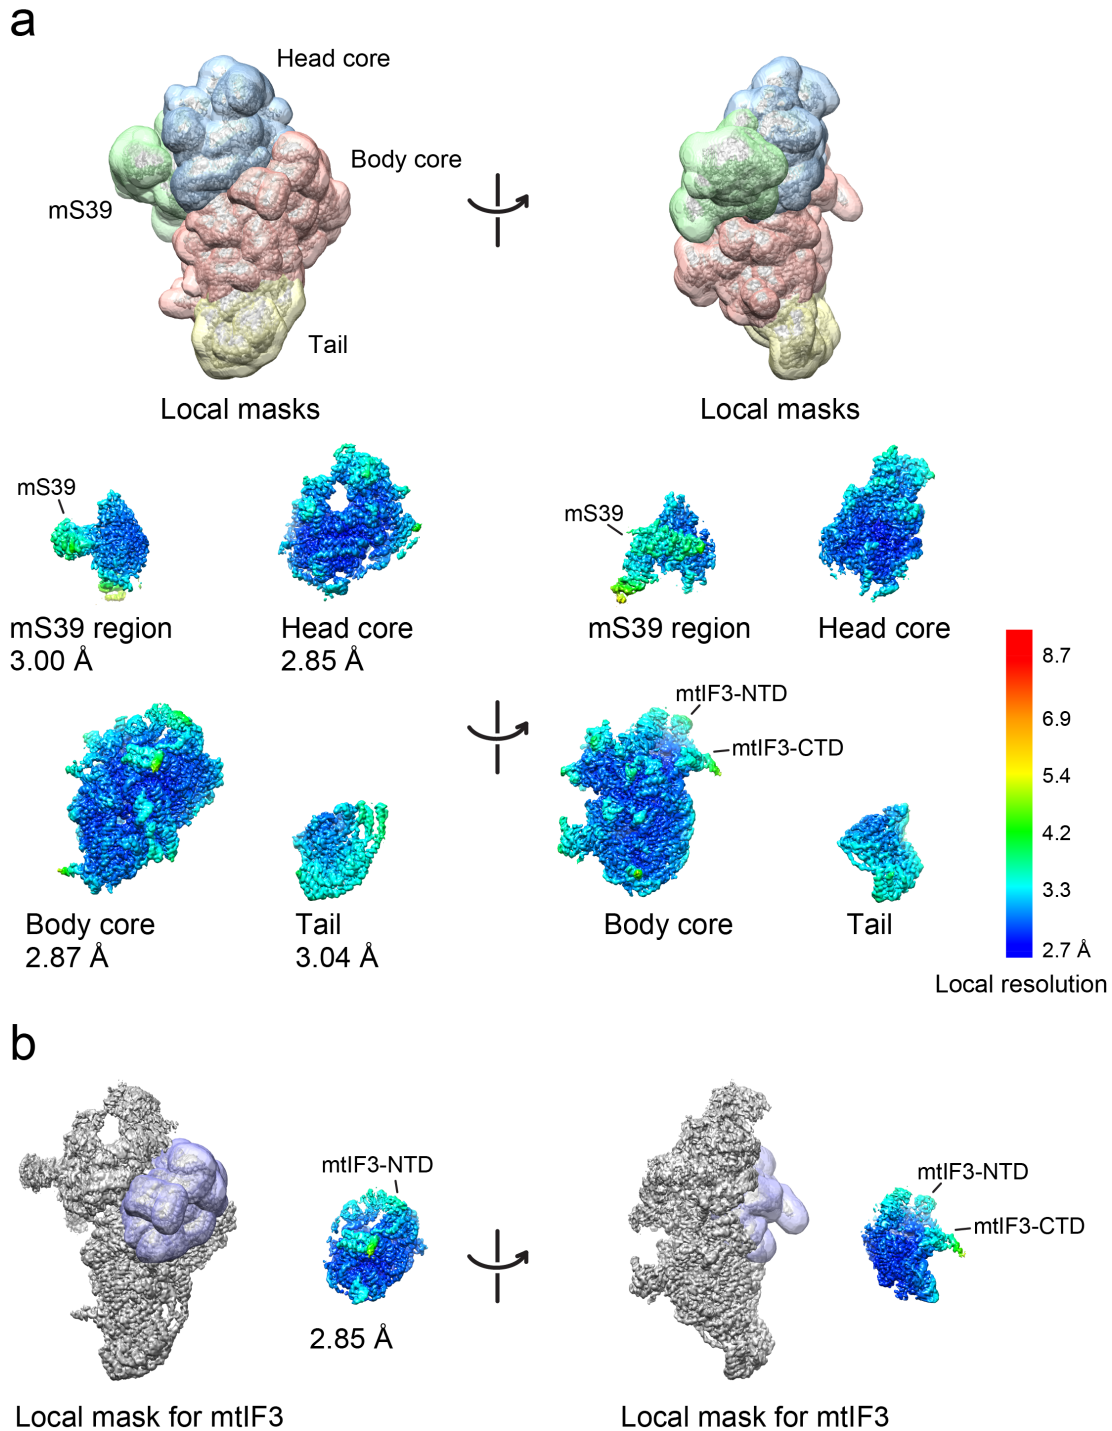 a
Head core
Body core
mS39
Tail
Local masks
Local masks
mS39
mS39
mS39 region
3.00 Å
Head core
2.85 Å
mS39 region
Head core
mtIF3-NTD
mtIF3-CTD
Body core
2.87 Å
Tail
3.04 Å
Body core
Tail
8.7
6.9
5.4
4.2
3.3
2.7 Å
Local resolution
b
mtIF3-NTD
2.85 Å
mtIF3-NTD
mtIF3-CTD
Local mask for mtIF3
Local mask for mtIF3